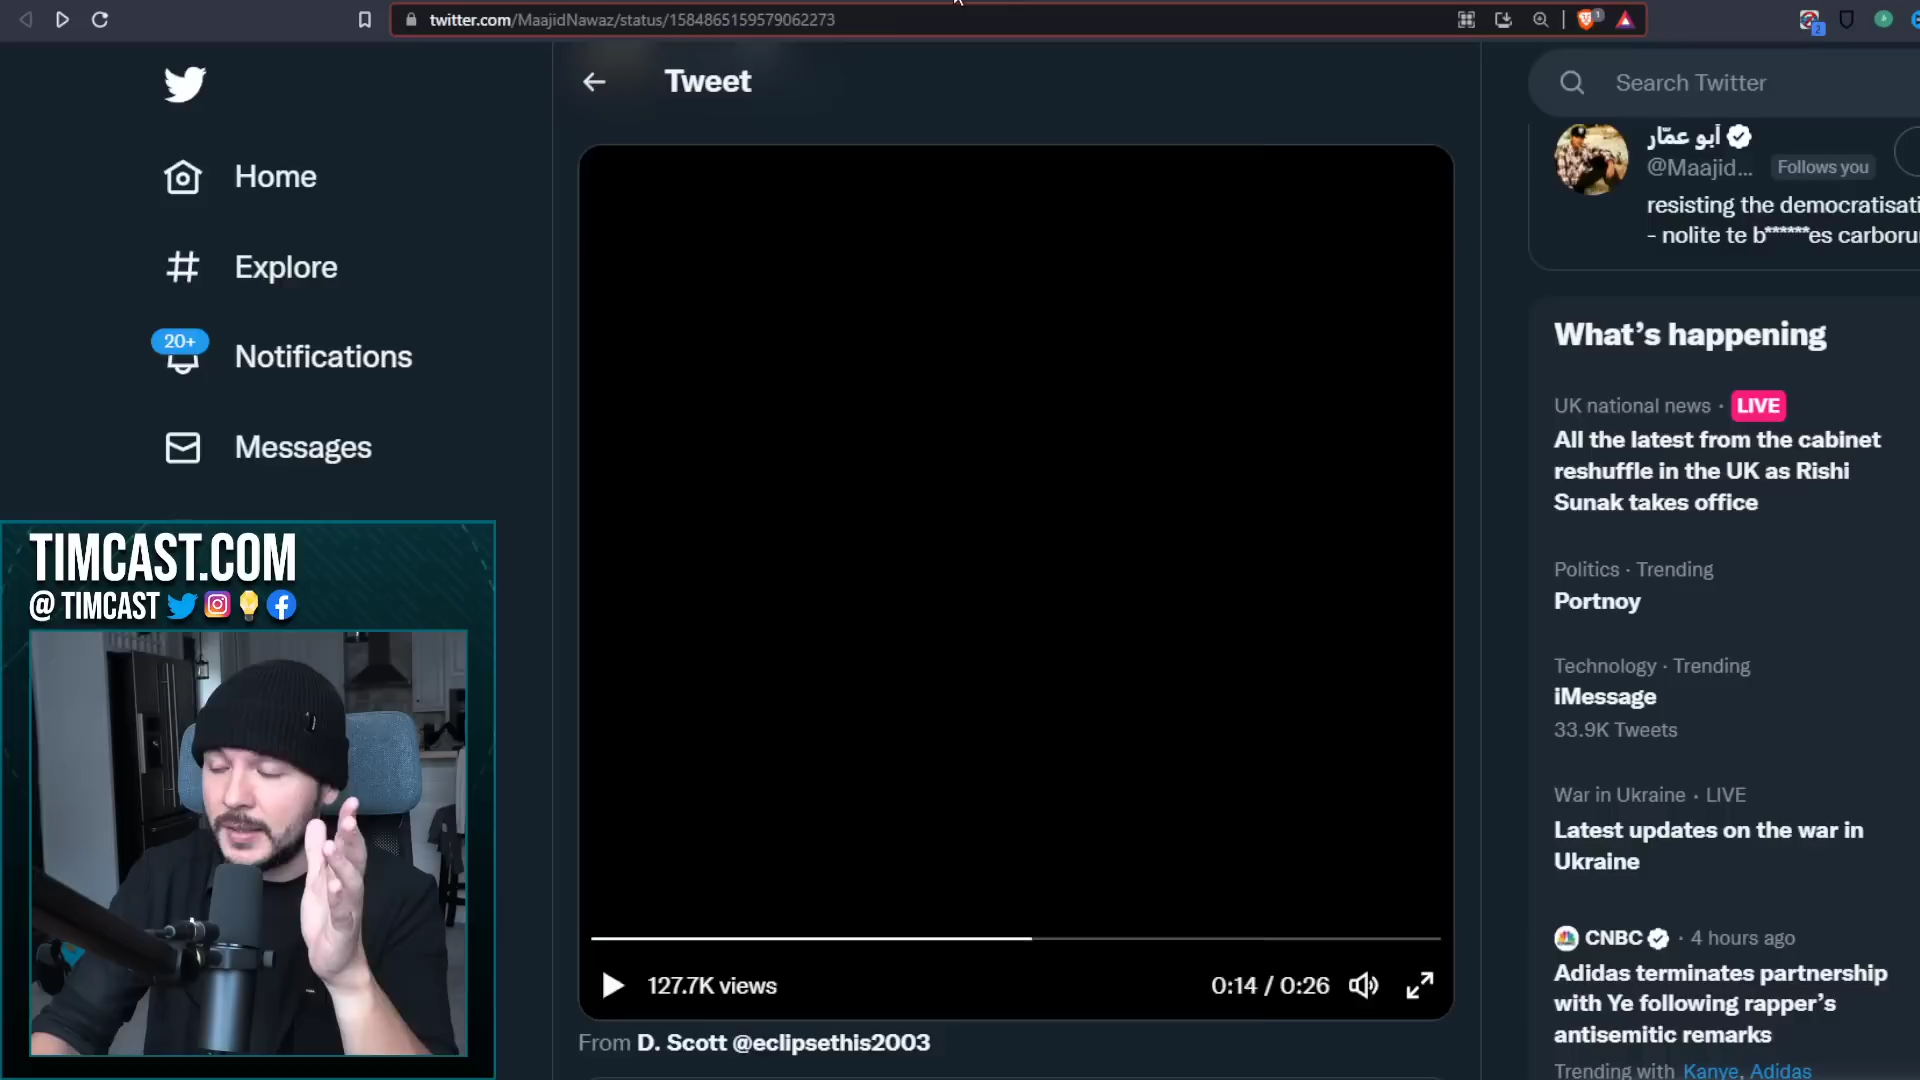 twitter.com/MaajidNawaz/status/1584865159579062273
1
2
Tweet
Search Twitter
Home
Explore
20+
Notifications
Messages
أبو عمّار
@Maajid...
Follows you
resisting the democratisati
- nolite te b******es carboru
What's happening
UK national news · LIVE
All the latest from the cabinet
reshuffle in the UK as Rishi
Sunak takes office
Politics · Trending
Portnoy
Technology · Trending
iMessage
33.9K Tweets
War in Ukraine · LIVE
Latest updates on the war in
Ukraine
CNBC · 4 hours ago
Adidas terminates partnership
with Ye following rapper's
antisemitic remarks
Trending with Kanye, Adidas
TIMCAST.COM
@ TIMCAST
127.7K views
0:14 / 0:26
From D. Scott @eclipsethis2003